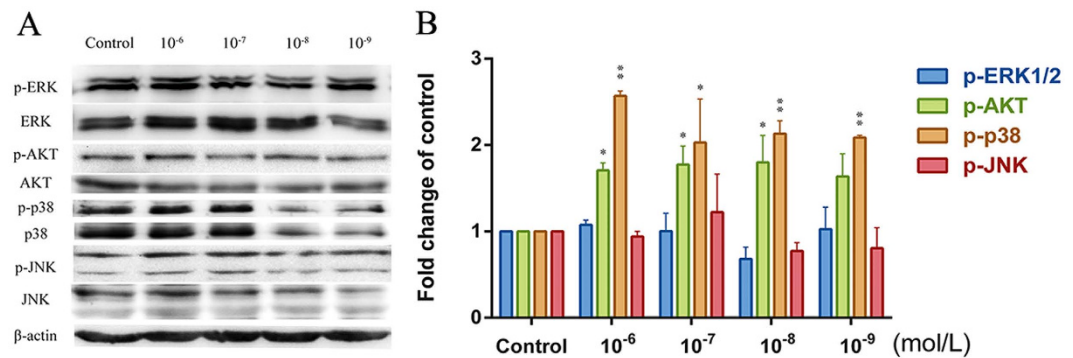 A
Control 10⁻⁶ 10⁻⁷ 10⁻⁸ 10⁻⁹
p-ERK
ERK
p-AKT
AKT
p-p38
p38
p-JNK
JNK
β-actin
B
Fold change of control
3
2
1
0
** 
* 
* 
* 
* 
** 
**
Control 10⁻⁶ 10⁻⁷ 10⁻⁸ 10⁻⁹ (mol/L)
p-ERK1/2
p-AKT
p-p38
p-JNK